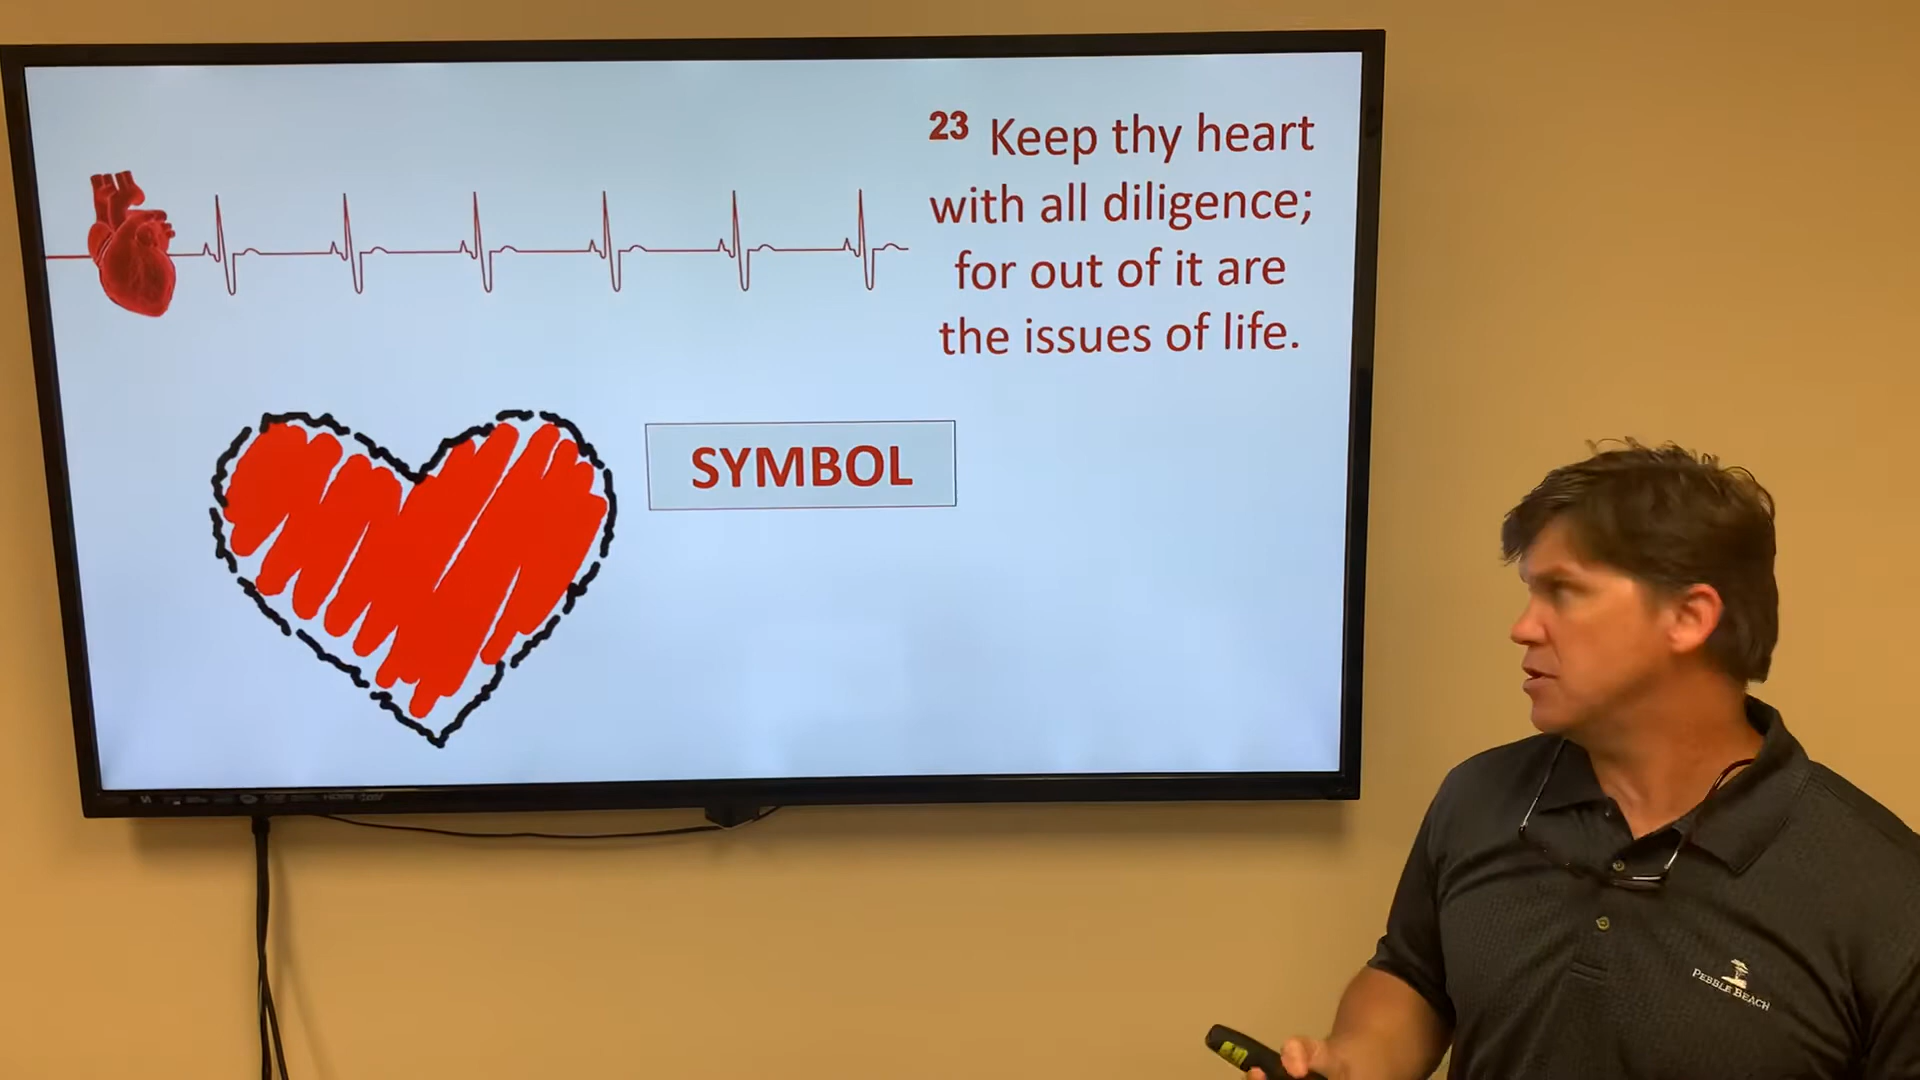 23 Keep thy heart
with all diligence;
for out of it are
the issues of life.
SYMBOL
PEBBLE BEACH